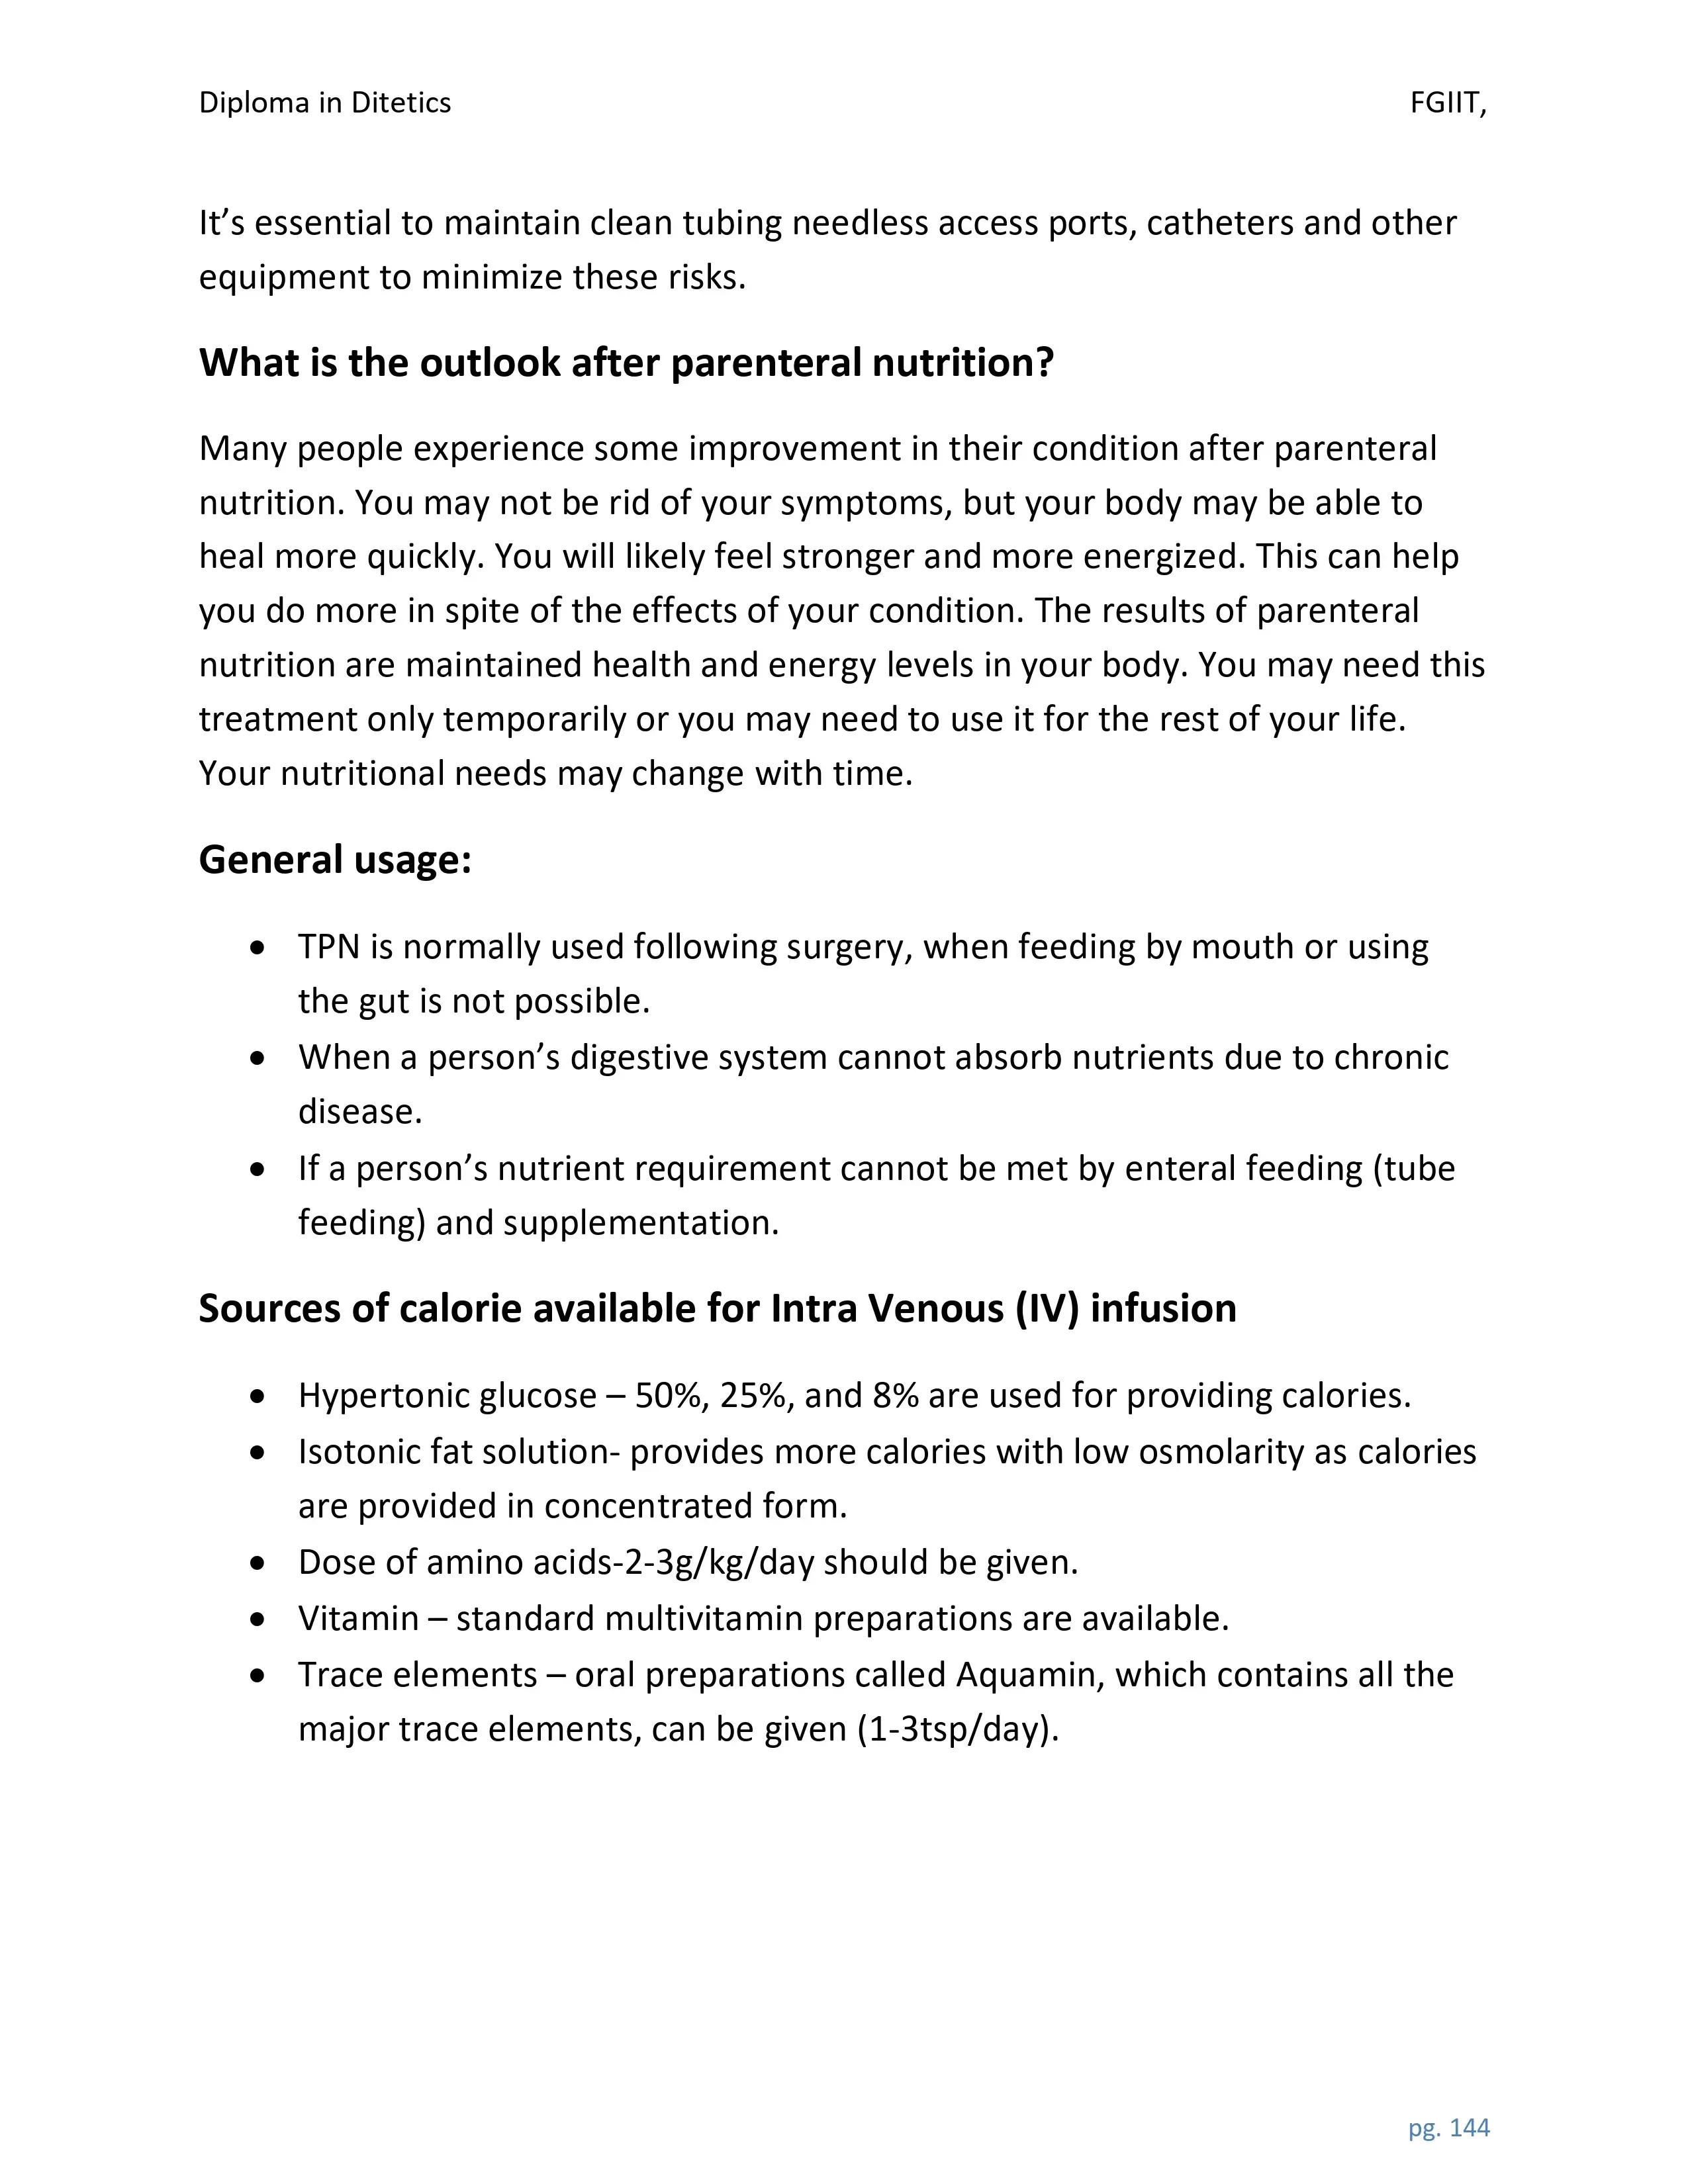 Diploma in Ditetics FGIIT,
It’s essential to maintain clean tubing needless access ports, catheters and other
equipment to minimize these risks.
What is the outlook after parenteral nutrition?
Many people experience some improvement in their condition after parenteral
nutrition. You may not be rid of your symptoms, but your body may be able to
heal more quickly. You will likely feel stronger and more energized. This can help
you do more in spite of the effects of your condition. The results of parenteral
nutrition are maintained health and energy levels in your body. You may need this
treatment only temporarily or you may need to use it for the rest of your life.
Your nutritional needs may change with time.
General usage:
• TPN is normally used following surgery, when feeding by mouth or using
the gut is not possible.
• When a person’s digestive system cannot absorb nutrients due to chronic
disease.
• If a person’s nutrient requirement cannot be met by enteral feeding (tube
feeding) and supplementation.
Sources of calorie available for Intra Venous (IV) infusion
• Hypertonic glucose – 50%, 25%, and 8% are used for providing calories.
• Isotonic fat solution- provides more calories with low osmolarity as calories
are provided in concentrated form.
• Dose of amino acids-2-3g/kg/day should be given.
• Vitamin – standard multivitamin preparations are available.
• Trace elements – oral preparations called Aquamin, which contains all the
major trace elements, can be given (1-3tsp/day).
pg. 144